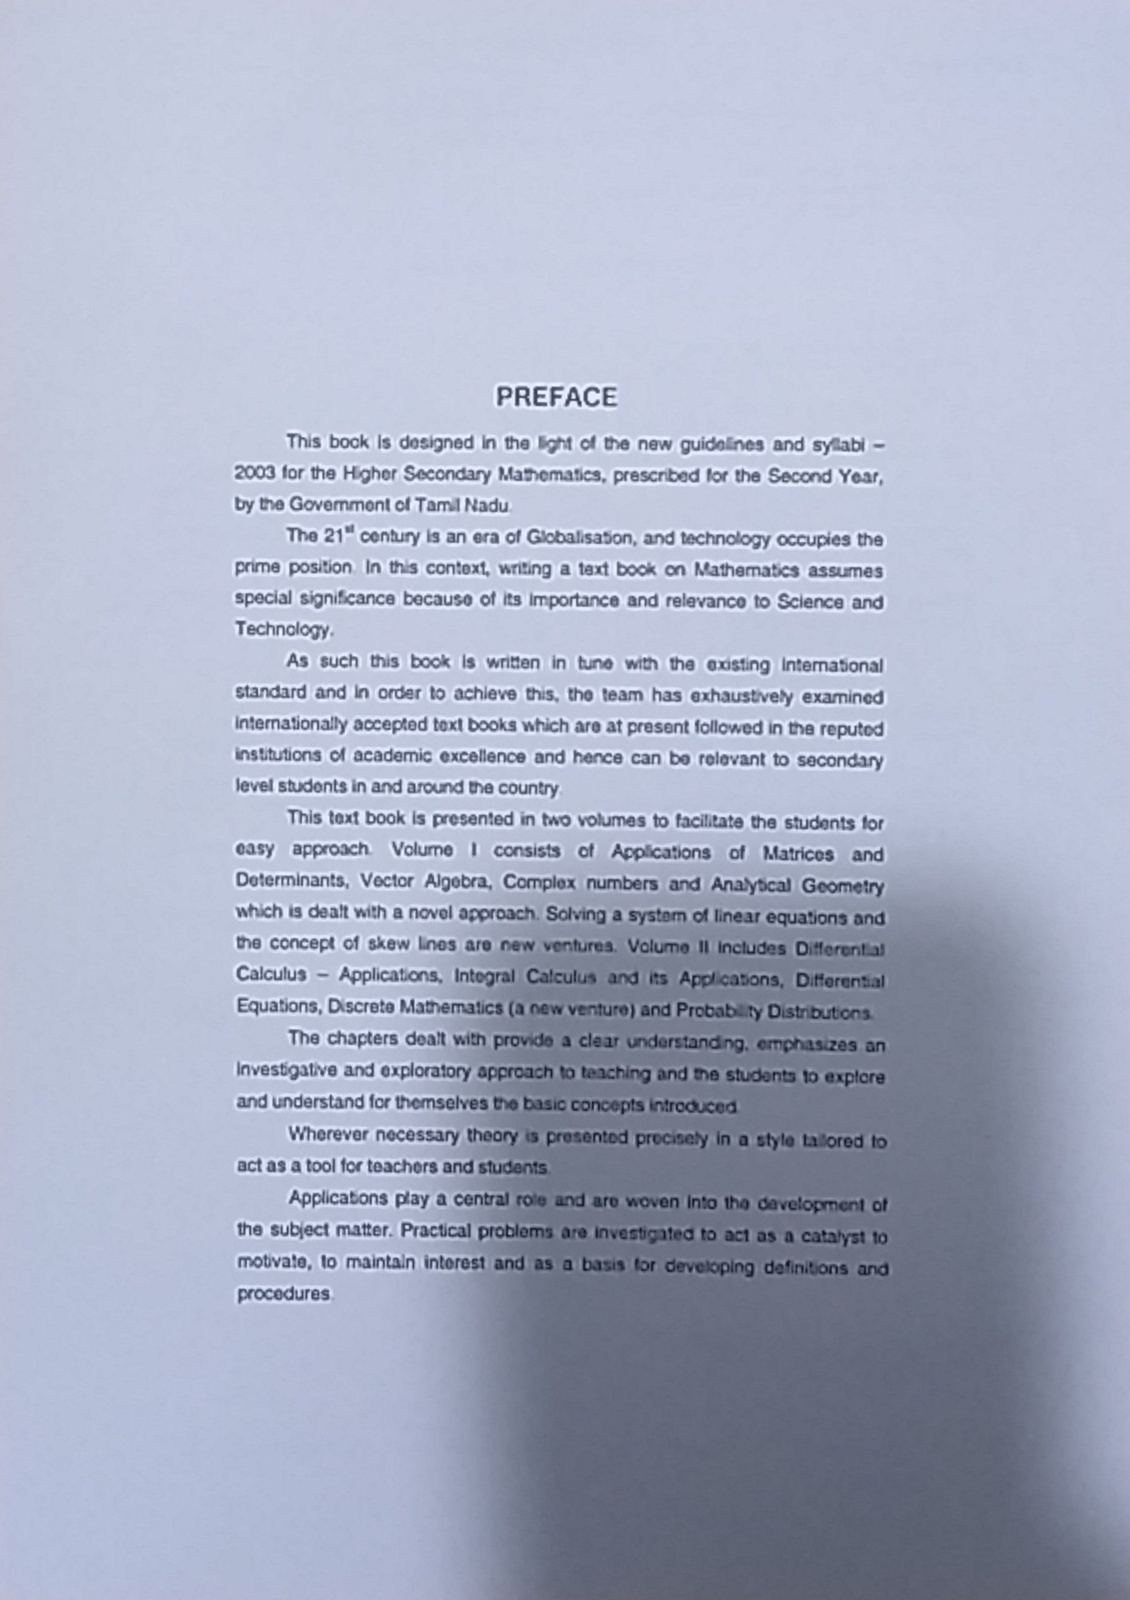 PREFACE
This book is designed in the light of the new guidelines and syllabi –
2003 for the Higher Secondary Mathematics, prescribed for the Second Year,
by the Government of Tamil Nadu.
The 21st century is an era of Globalisation, and technology occupies the
prime position. In this context, writing a text book on Mathematics assumes
special significance because of its importance and relevance to Science and
Technology.
As such this book is written in tune with the existing International
standard and in order to achieve this, the team has exhaustively examined
internationally accepted text books which are at present followed in the reputed
institutions of academic excellence and hence can be relevant to secondary
level students in and around the country.
This text book is presented in two volumes to facilitate the students for
easy approach. Volume I consists of Applications of Matrices and
Determinants, Vector Algebra, Complex numbers and Analytical Geometry
which is dealt with a novel approach. Solving a system of linear equations and
the concept of skew lines are new ventures. Volume II includes Differential
Calculus – Applications, Integral Calculus and its Applications, Differential
Equations, Discrete Mathematics (a new venture) and Probability Distributions.
The chapters dealt with provide a clear understanding, emphasizes an
investigative and exploratory approach to teaching and the students to explore
and understand for themselves the basic concepts introduced.
Wherever necessary theory is presented precisely in a style tailored to
act as a tool for teachers and students.
Applications play a central role and are woven into the development of
the subject matter. Practical problems are investigated to act as a catalyst to
motivate, to maintain interest and as a basis for developing definitions and
procedures.